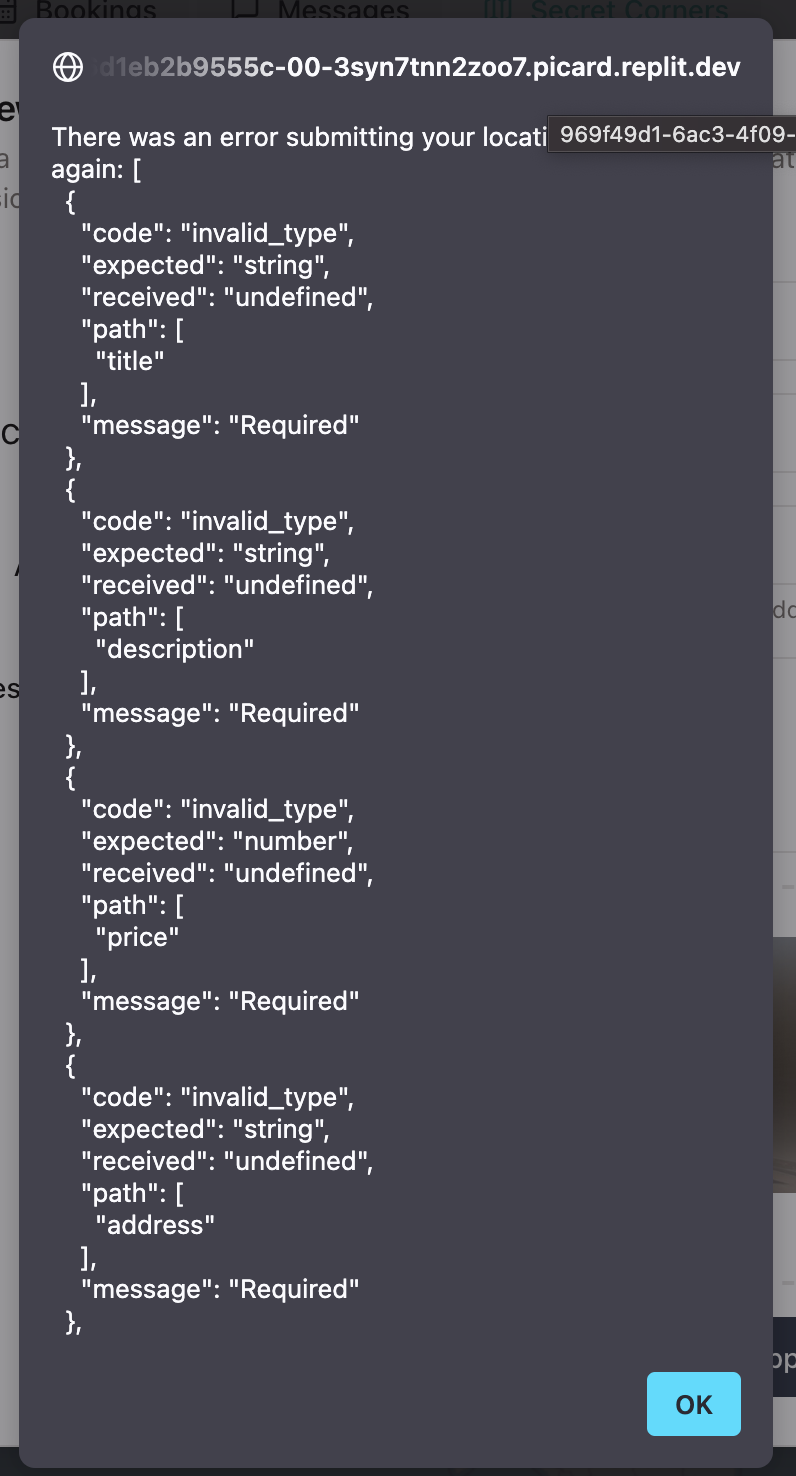 Bookings
Messages
Secret Corners
d1eb2b9555c-00-3syn7tnn2zoo7.picard.replit.dev
There was an error submitting your locati
969f49d1-6ac3-4f09-
again: [
{
"code": "invalid_type",
"expected": "string",
"received": "undefined",
"path": [
"title"
],
"message": "Required"
},
{
"code": "invalid_type",
"expected": "string",
"received": "undefined",
"path": [
"description"
],
"message": "Required"
},
{
"code": "invalid_type",
"expected": "number",
"received": "undefined",
"path": [
"price"
],
"message": "Required"
},
{
"code": "invalid_type",
"expected": "string",
"received": "undefined",
"path": [
"address"
],
"message": "Required"
},
OK